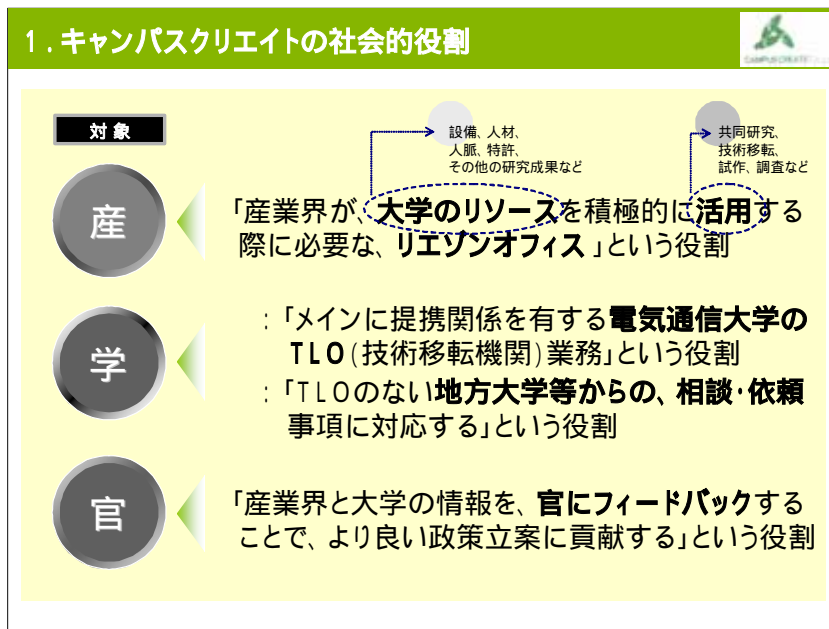 1.キャンパスクリエイトの社会的役割
CAMPUS CREATE
対象
設備、人材、
人脈、特許、
その他の研究成果など
共同研究、
技術移転、
試作、調査など
産
「産業界が、大学のリソースを積極的に活用する
際に必要な、リエゾンオフィス」という役割
学
:「メインに提携関係を有する電気通信大学の
TLO(技術移転機関)業務」という役割
:「TLOのない地方大学等からの、相談・依頼
事項に対応する」という役割
官
「産業界と大学の情報を、官にフィードバックする
ことで、より良い政策立案に貢献する」という役割